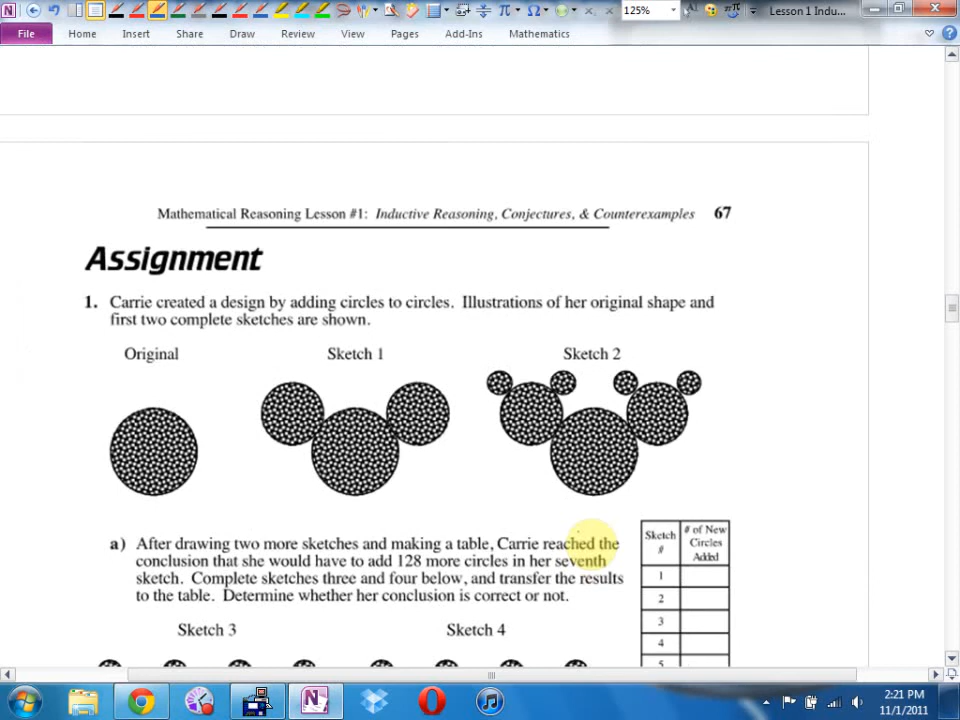 125%
Lesson 1 Indu...
File Home Insert Share Draw Review View Pages Add-Ins Mathematics
Mathematical Reasoning Lesson #1: Inductive Reasoning, Conjectures, & Counterexamples 67
Assignment
1. Carrie created a design by adding circles to circles. Illustrations of her original shape and
first two complete sketches are shown.
Original Sketch 1 Sketch 2
a) After drawing two more sketches and making a table, Carrie reached the
conclusion that she would have to add 128 more circles in her seventh
sketch. Complete sketches three and four below, and transfer the results
to the table. Determine whether her conclusion is correct or not.
Sketch 3 Sketch 4
Sketch
#
# of New
Circles
Added
1
2
3
4
5
2:21 PM
11/1/2011